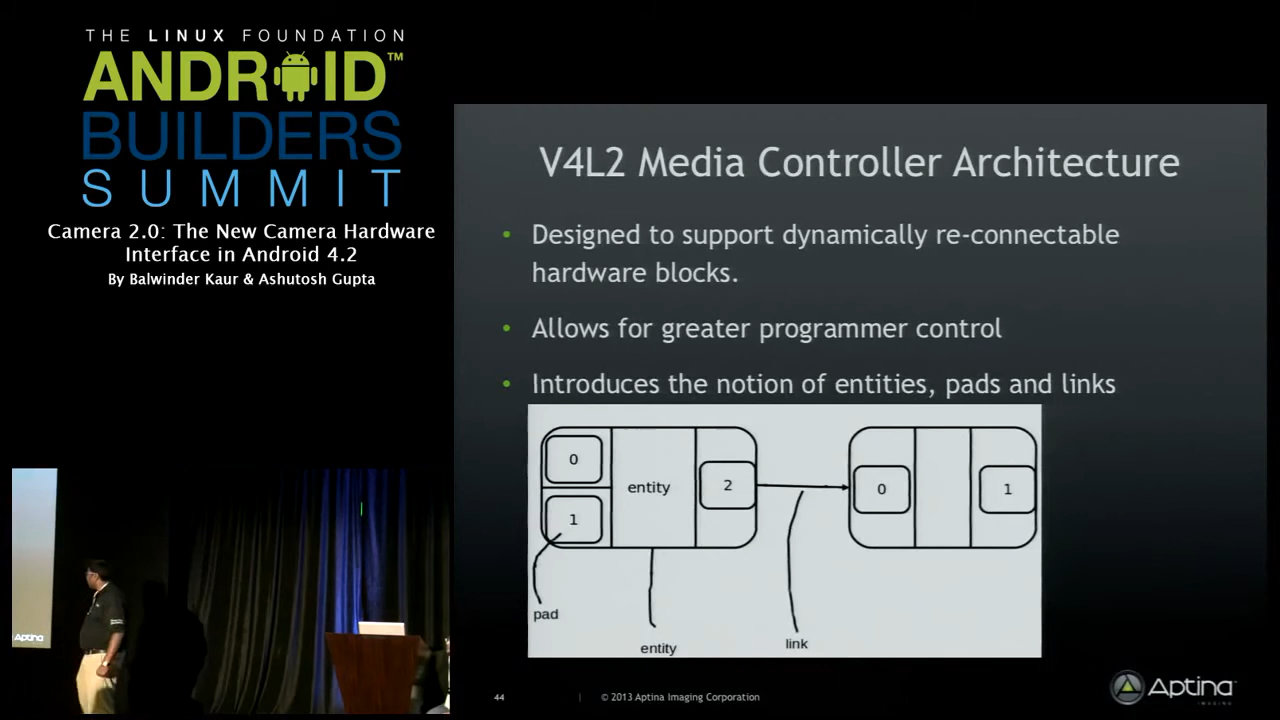 THE LINUX FOUNDATION
ANDROID™
BUILDERS
SUMMIT
Camera 2.0: The New Camera Hardware
Interface in Android 4.2
By Balwinder Kaur & Ashutosh Gupta
V4L2 Media Controller Architecture
• Designed to support dynamically re-connectable
hardware blocks.
• Allows for greater programmer control
• Introduces the notion of entities, pads and links
0
1
entity
2
0
1
pad
entity
link
44 | © 2013 Aptina Imaging Corporation
Aptina
IMAGING
Aptina